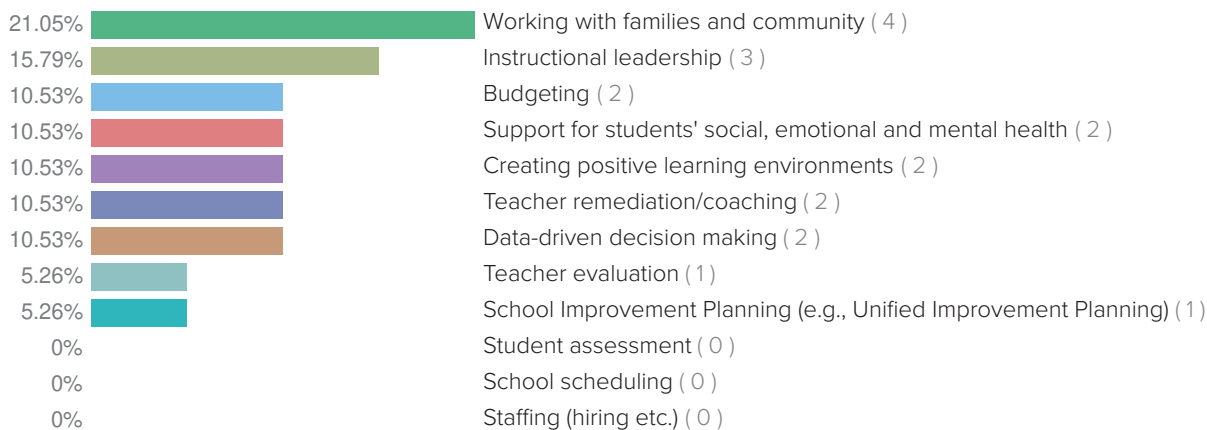 21.05% Working with families and community ( 4 )
15.79% Instructional leadership ( 3 )
10.53% Budgeting ( 2 )
10.53% Support for students' social, emotional and mental health ( 2 )
10.53% Creating positive learning environments ( 2 )
10.53% Teacher remediation/coaching ( 2 )
10.53% Data-driven decision making ( 2 )
5.26% Teacher evaluation ( 1 )
5.26% School Improvement Planning (e.g., Unified Improvement Planning) ( 1 )
0% Student assessment ( 0 )
0% School scheduling ( 0 )
0% Staffing (hiring etc.) ( 0 )